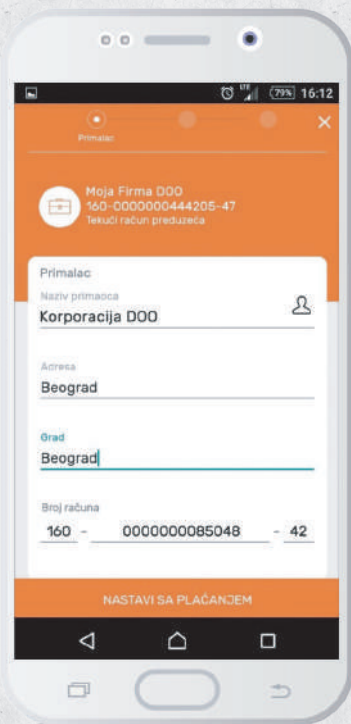 LTE 79% 16:12
Primalac
Moja Firma DOO
160-0000000444205-47
Tekući račun preduzeća
Primalac
Naziv primaoca
Korporacija DOO
Adresa
Beograd
Grad
Beograd
Broj računa
160 - 0000000085048 - 42
NASTAVI SA PLAĆANJEM